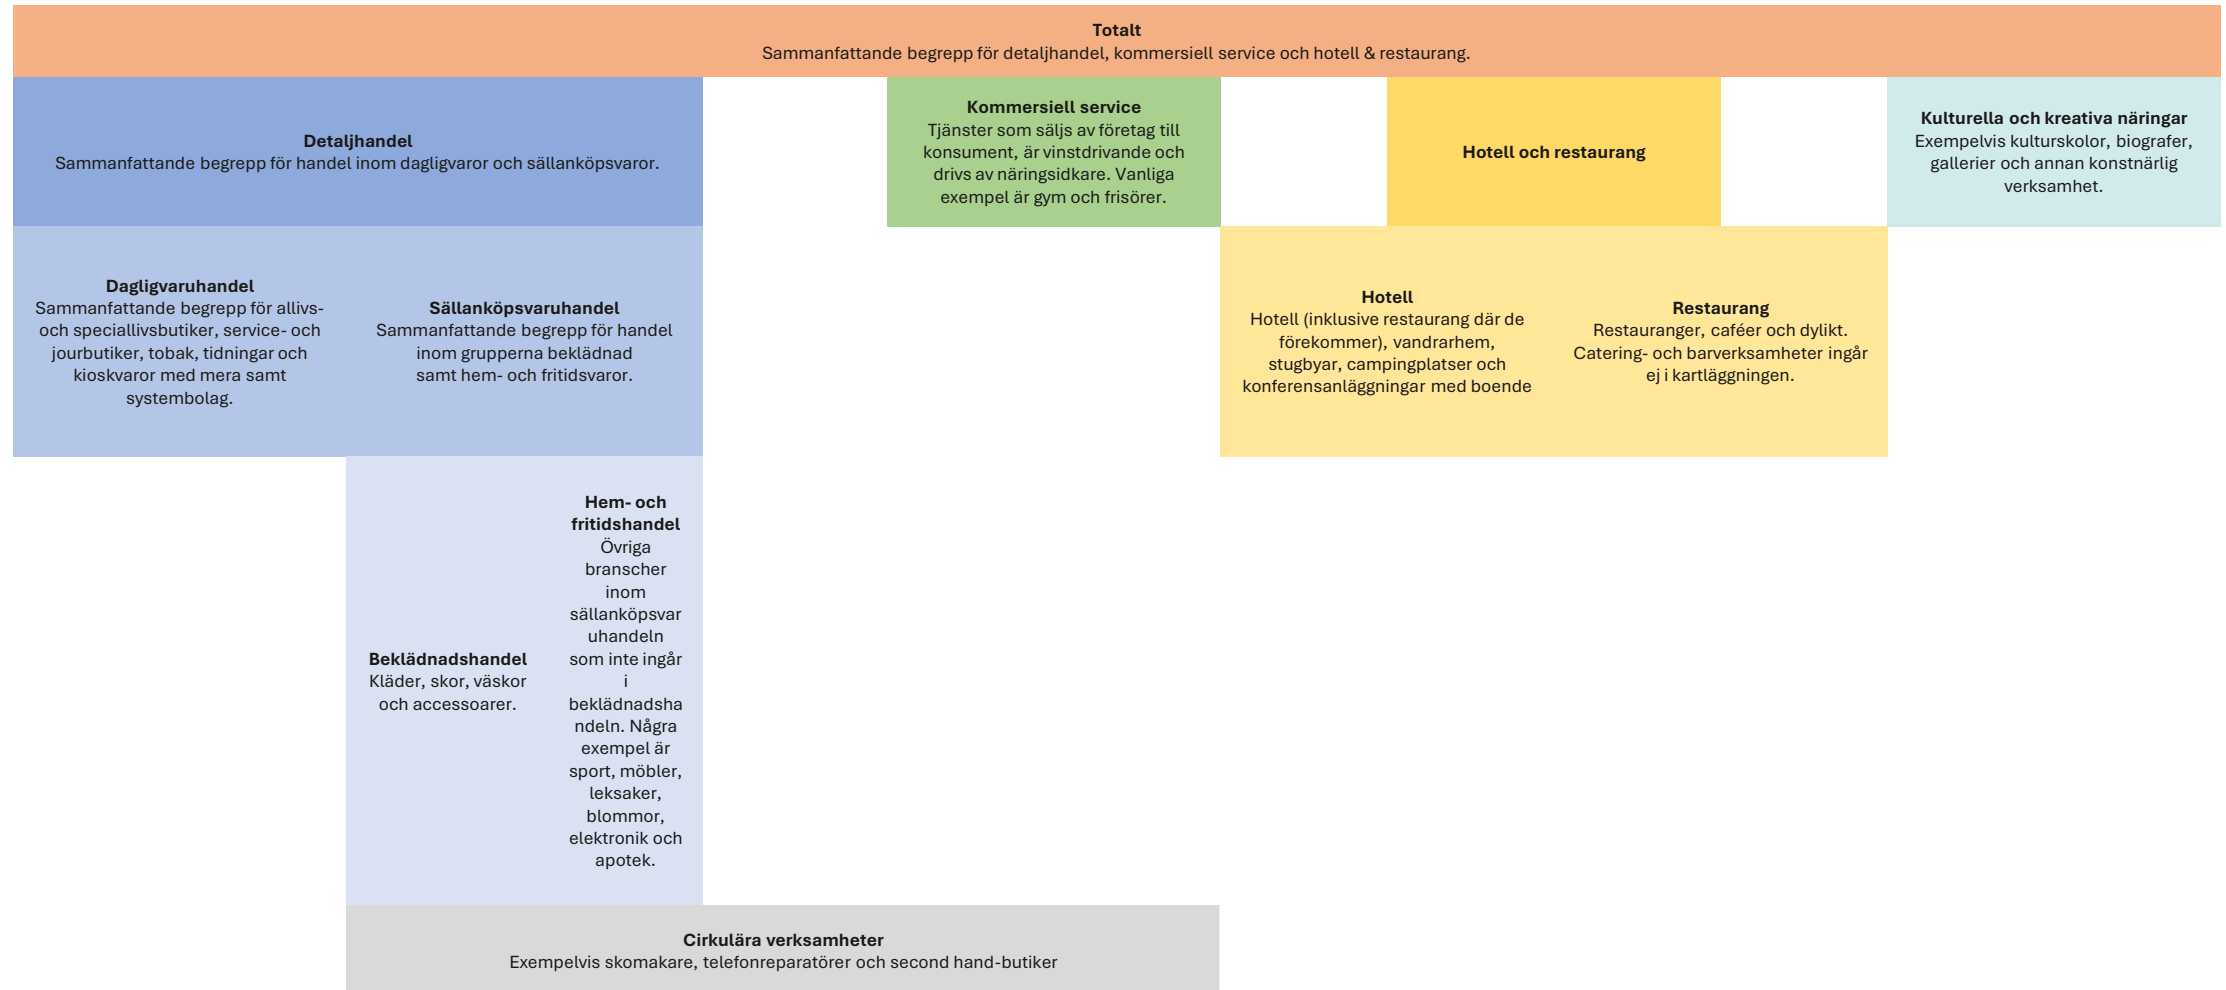 Totalt
Sammanfattande begrepp för detaljhandel, kommersiell service och hotell & restaurang.
Detaljhandel
Sammanfattande begrepp för handel inom dagligvaror och sällanköpsvaror.
Kommersiell service
Tjänster som säljs av företag till
konsument, är vinstdrivande och
drivs av näringsidkare. Vanliga
exempel är gym och frisörer.
Hotell och restaurang
Kulturella och kreativa näringar
Exempelvis kulturskolor, biografer,
gallerier och annan konstnärlig
verksamhet.
Dagligvaruhandel
Sammanfattande begrepp för allivs-
och speciallivsbutiker, service- och
jourbutiker, tobak, tidningar och
kioskvaror med mera samt
systembolag.
Sällanköpsvaruhandel
Sammanfattande begrepp för handel
inom grupperna beklädnad
samt hem- och fritidsvaror.
Hotell
Hotell (inklusive restaurang där de
förekommer), vandrarhem,
stugbyar, campingplatser och
konferensanläggningar med boende
Restaurang
Restauranger, caféer och dylikt.
Catering- och barverksamheter ingår
ej i kartläggningen.
Beklädnadshandel
Kläder, skor, väskor
och accessoarer.
Hem- och
fritidshandel
Övriga
branscher
inom
sällanköpsvar
uhandeln
som inte ingår
i
beklädnadsha
ndeln. Några
exempel är
sport, möbler,
leksaker,
blommor,
elektronik och
apotek.
Cirkulära verksamheter
Exempelvis skomakare, telefonreparatörer och second hand-butiker